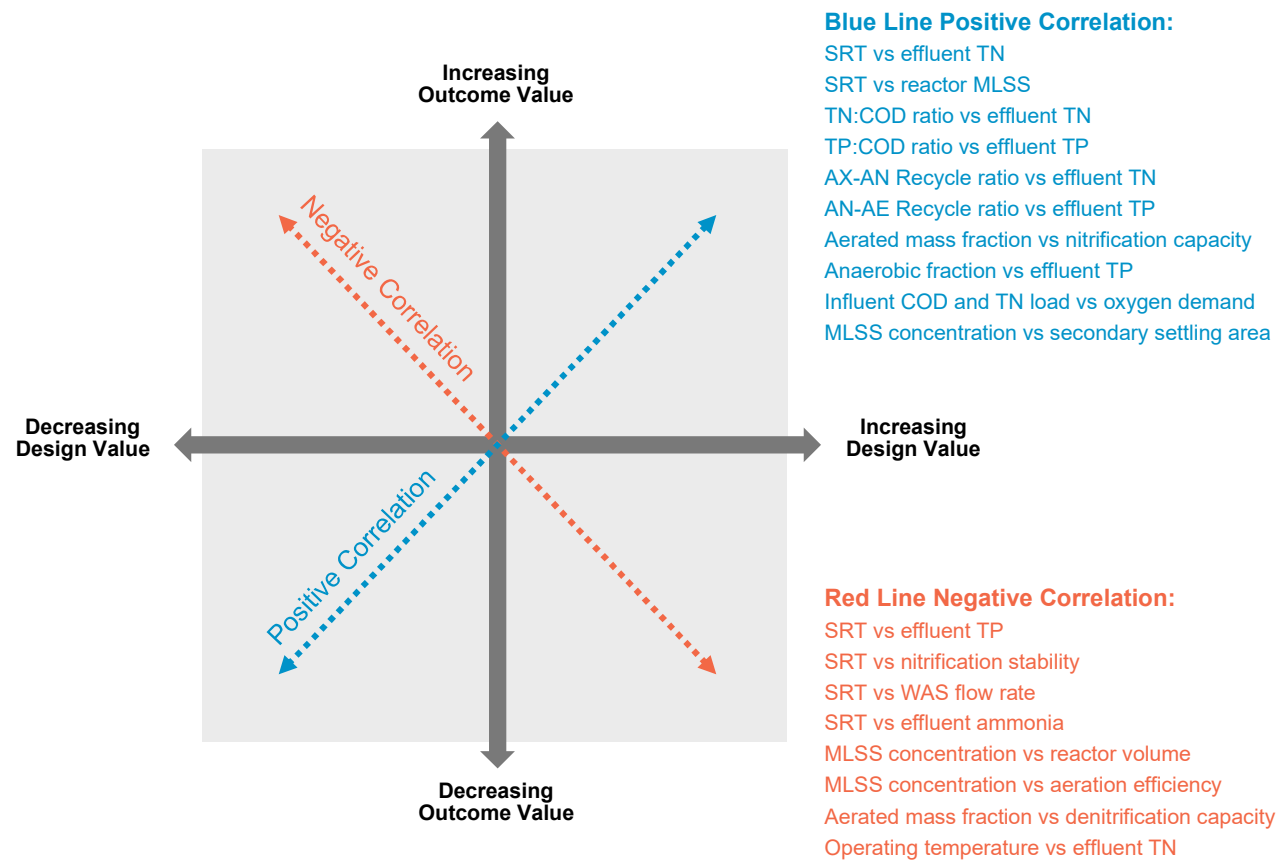 Blue Line Positive Correlation:
SRT vs effluent TN
SRT vs reactor MLSS
TN:COD ratio vs effluent TN
TP:COD ratio vs effluent TP
AX-AN Recycle ratio vs effluent TN
AN-AE Recycle ratio vs effluent TP
Aerated mass fraction vs nitrification capacity
Anaerobic fraction vs effluent TP
Influent COD and TN load vs oxygen demand
MLSS concentration vs secondary settling area
Increasing
Outcome Value
Negative Correlation
Decreasing
Design Value
Increasing
Design Value
Positive Correlation
Decreasing
Outcome Value
Red Line Negative Correlation:
SRT vs effluent TP
SRT vs nitrification stability
SRT vs WAS flow rate
SRT vs effluent ammonia
MLSS concentration vs reactor volume
MLSS concentration vs aeration efficiency
Aerated mass fraction vs denitrification capacity
Operating temperature vs effluent TN